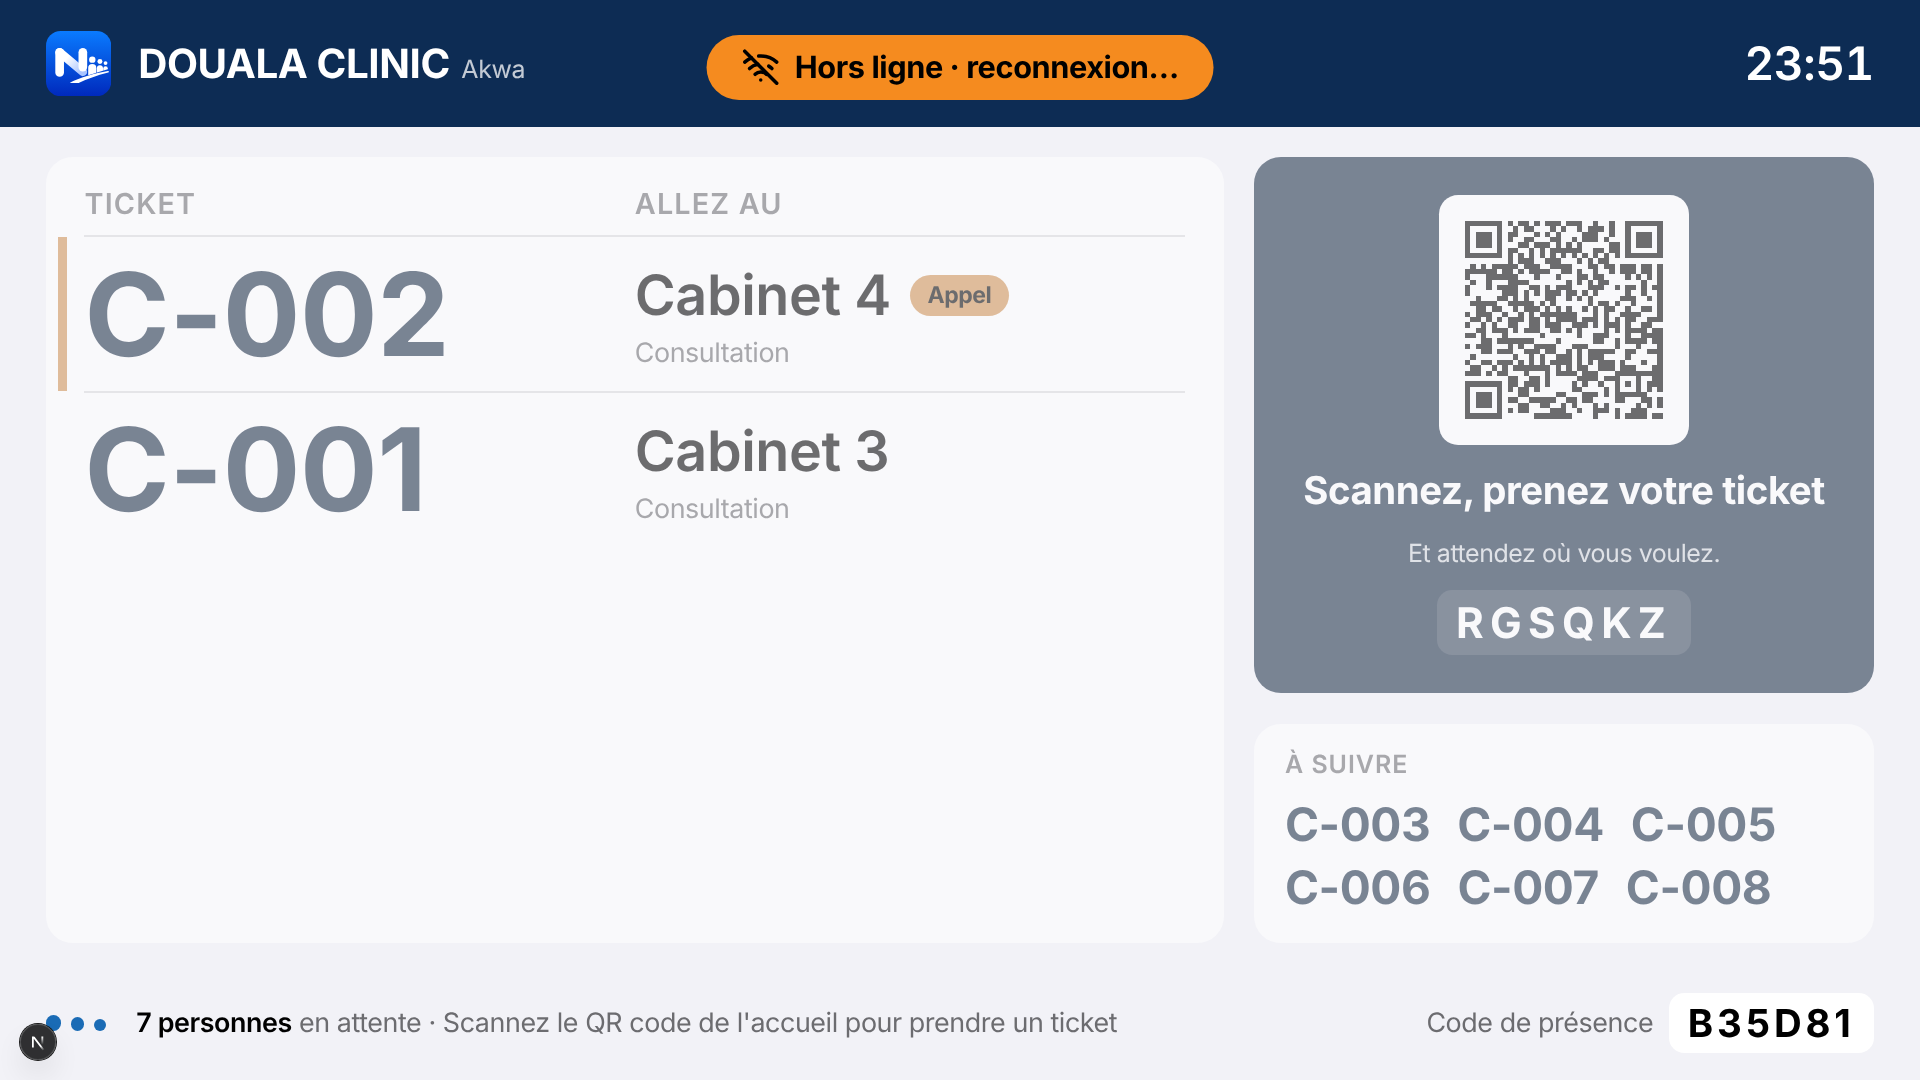 DOUALA CLINIC Akwa
Hors ligne · reconnexion...
23:51
TICKET
ALLEZ AU
C-002
Cabinet 4
Appel
Consultation
C-001
Cabinet 3
Consultation
Scannez, prenez votre ticket
Et attendez où vous voulez.
RGSQKZ
À SUIVRE
C-003 C-004 C-005
C-006 C-007 C-008
N
7 personnes en attente · Scannez le QR code de l'accueil pour prendre un ticket
Code de présence
B35D81